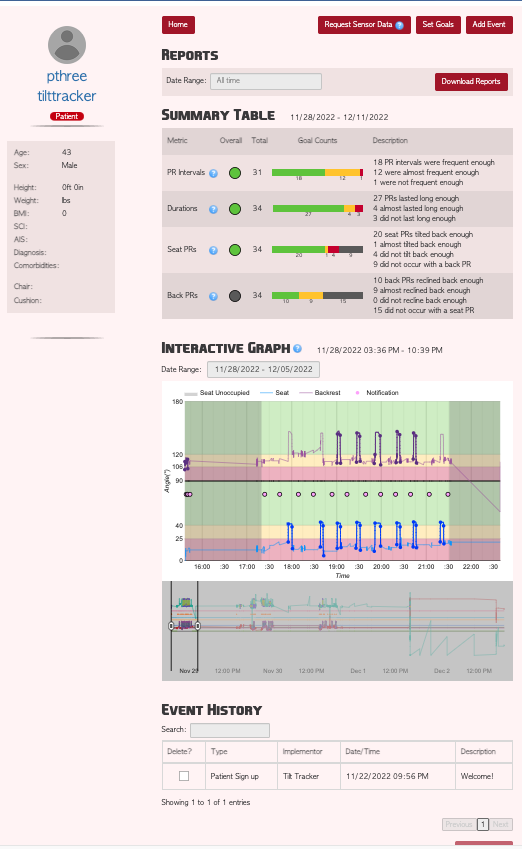 Home
Request Sensor Data ?
Set Goals
Add Event
pthree
tilttracker
Patient
Age: 43
Sex: Male
Height: 0ft 0in
Weight: lbs
BMI: 0
SCI:
AIS:
Diagnosis:
Comorbidities:
Chair:
Cushion:
REPORTS
Date Range: All time
Download Reports
SUMMARY TABLE 11/28/2022 - 12/11/2022
Metric Overall Total Goal Counts Description
PR Intervals ? 31 18 12 1
18 PR intervals were frequent enough
12 were almost frequent enough
1 were not frequent enough
Durations ? 34 27 4 3
27 PRs lasted long enough
4 almost lasted long enough
3 did not last long enough
Seat PRs ? 34 20 1 4 9
20 seat PRs tilted back enough
1 almost tilted back enough
4 did not tilt back enough
9 did not occur with a back PR
Back PRs ? 34 10 9 15
10 back PRs reclined back enough
9 almost reclined back enough
0 did not recline back enough
15 did not occur with a seat PR
INTERACTIVE GRAPH ? 11/28/2022 03:36 PM - 10:39 PM
Date Range: 11/28/2022 - 12/05/2022
Seat Unoccupied Seat Backrest Notification
180
120
106
90
40
25
0
Angle(°)
16:00 :30 17:00 :30 18:00 :30 19:00 :30 20:00 :30 21:00 :30 22:00 :30
Time
Nov 29 12:00 PM Nov 30 12:00 PM Dec 1 12:00 PM Dec 2 12:00 PM
EVENT HISTORY
Search:
Delete? Type Implementor Date/Time Description
Patient Sign up Tilt Tracker 11/22/2022 09:56 PM Welcome!
Showing 1 to 1 of 1 entries
Previous 1 Next